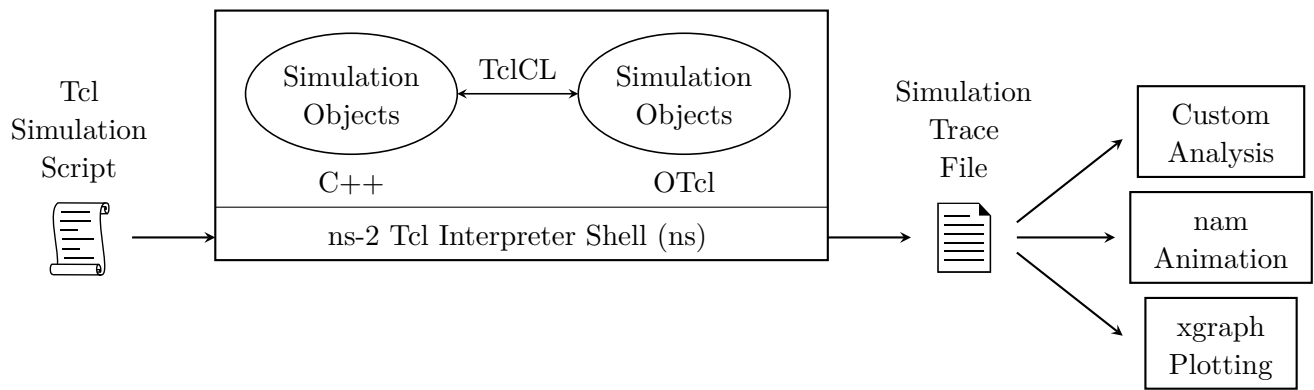 Tcl
Simulation
Script
Simulation
Objects
TclCL
Simulation
Objects
C++
OTcl
ns-2 Tcl Interpreter Shell (ns)
Simulation
Trace
File
Custom
Analysis
nam
Animation
xgraph
Plotting